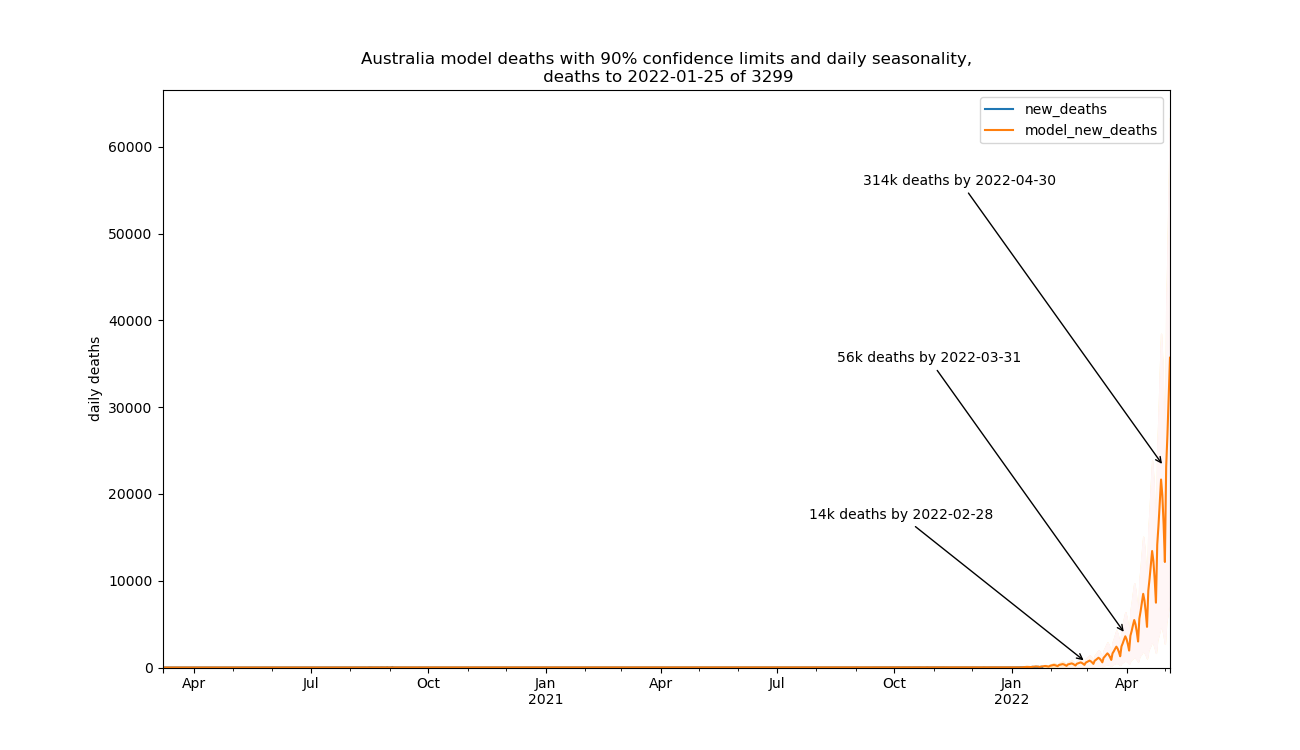 Australia model deaths with 90% confidence limits and daily seasonality,
deaths to 2022-01-25 of 3299
new_deaths
model_new_deaths
60000
50000
40000
30000
20000
10000
0
daily deaths
314k deaths by 2022-04-30
56k deaths by 2022-03-31
14k deaths by 2022-02-28
Apr Jul Oct Jan Apr Jul Oct Jan Apr
2021 2022